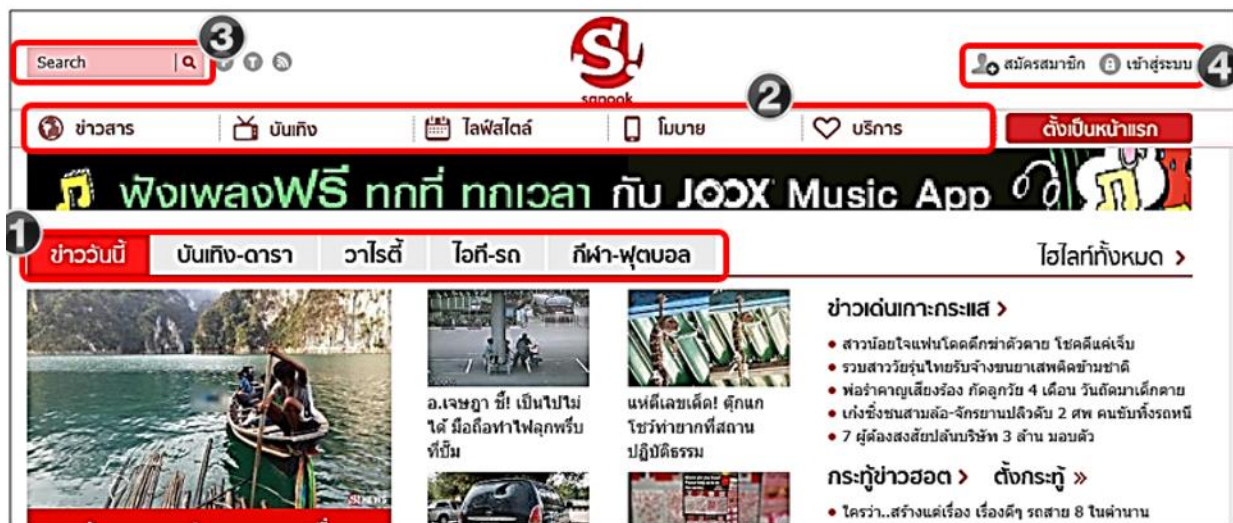 3
Search
สมัครสมาชิก เข้าสู่ระบบ 4
S!
sanook
2
ข่าวสาร บันเทิง ไลฟ์สไตล์ โมบาย บริการ ตั้งเป็นหน้าแรก
ฟังเพลงฟรี ทุกที่ ทุกเวลา กับ JOOX Music App
1
ข่าววันนี้ บันเทิง-ดารา วาไรตี้ ไอที-รถ กีฬา-ฟุตบอล ไฮไลท์ทั้งหมด
อ.เจษฎา ชี้! เป็นไปไม่
ได้ มือถือทำไฟลุกพรึ่บ
ที่ปั๊ม
แห่ตีเลขเด็ด! ตุ๊กแก
โชว์ท่ายากที่สถาน
ปฏิบัติธรรม
ข่าวเด่นเกาะกระแส
สาวน้อยใจแฟนโดดตึกฆ่าตัวตาย โชคดีแค่เจ็บ
รวบสาววัยรุ่นไทยรับจ้างขนยาเสพติดข้ามชาติ
พ่อรำคาญเสียงร้อง กัดลูกวัย 4 เดือน วันถัดมาเด็กตาย
เก๋งซิ่งชนสามล้อ-จักรยานปลิวดับ 2 ศพ คนขับทิ้งรถหนี
7 ผู้ต้องสงสัยปล้นบริษัท 3 ล้าน มอบตัว
กระทู้ข่าวฮอต ตั้งกระทู้
ใครว่า..สร้างแต่เรื่อง เรื่องดีๆ รถสาย 8 ในตำนาน